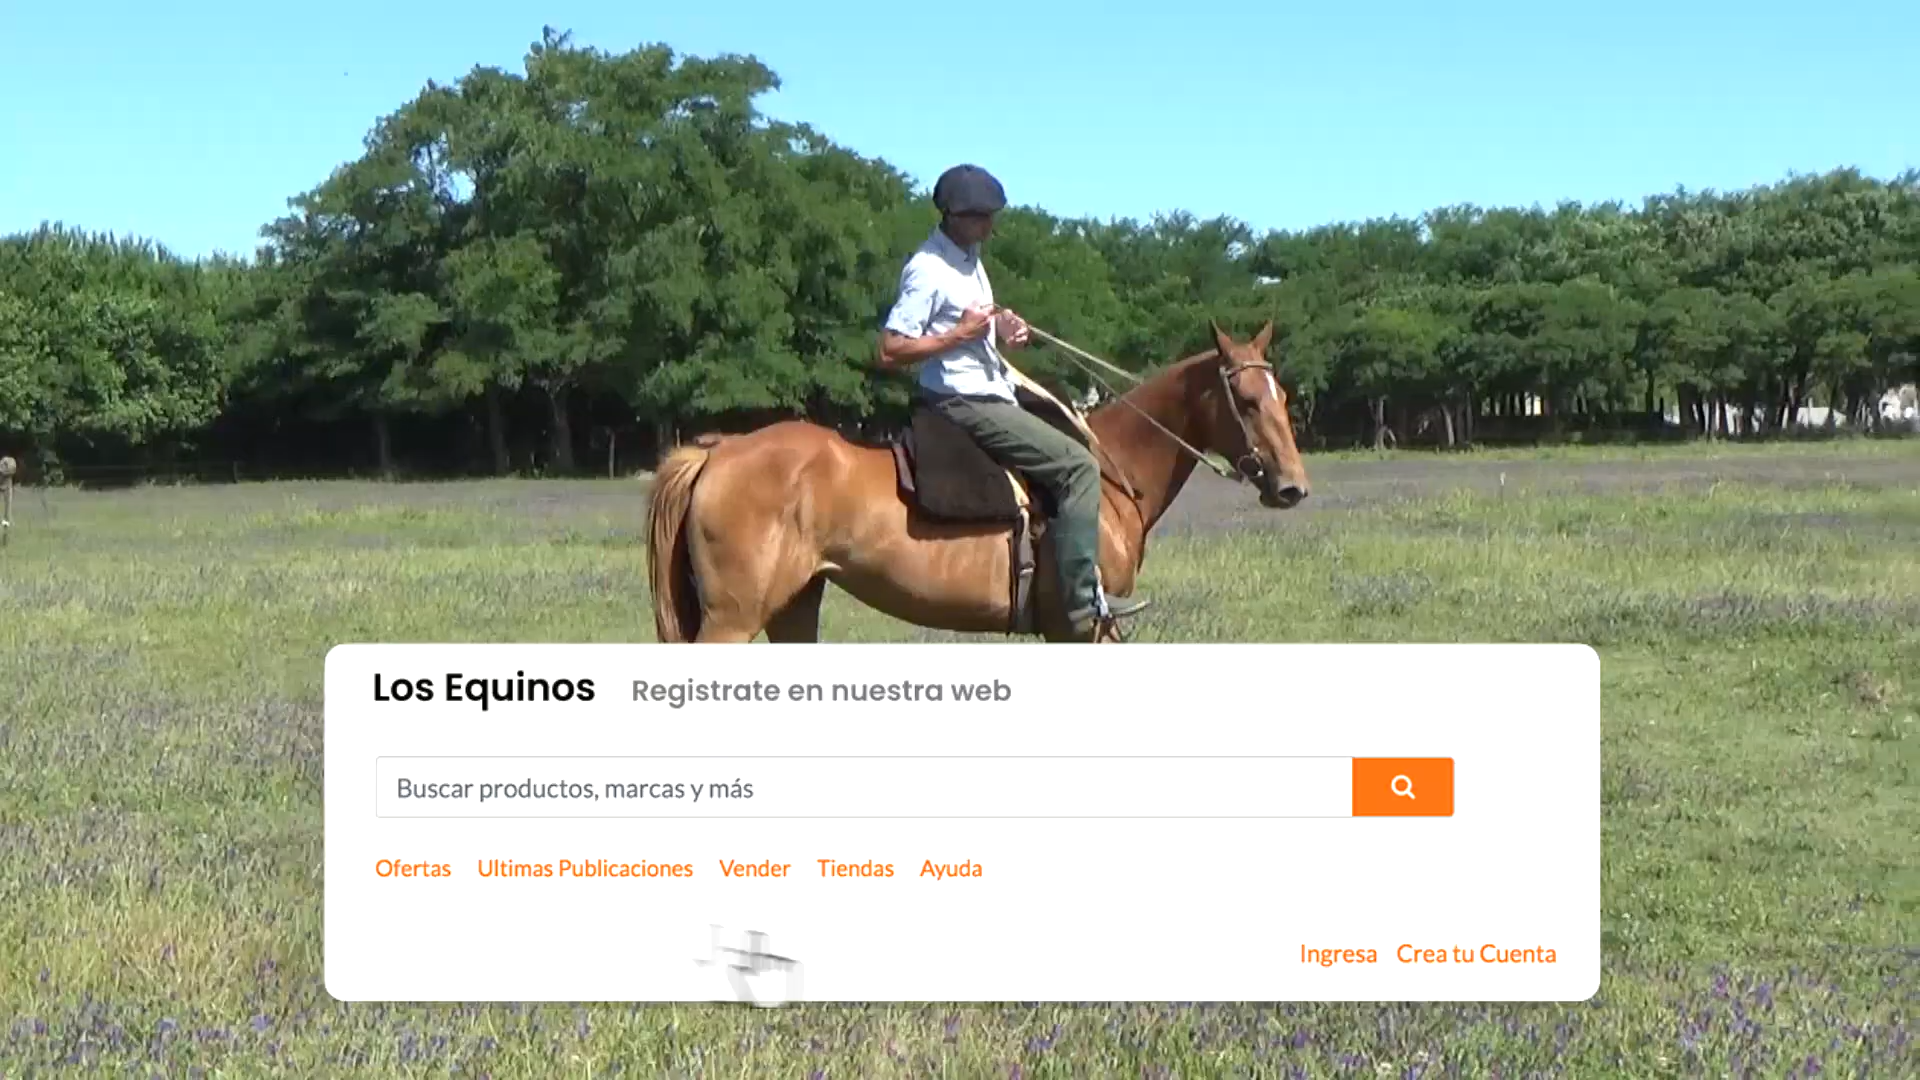 Los Equinos Registrate en nuestra web
Buscar productos, marcas y más
Ofertas Ultimas Publicaciones Vender Tiendas Ayuda
Ingresa Crea tu Cuenta